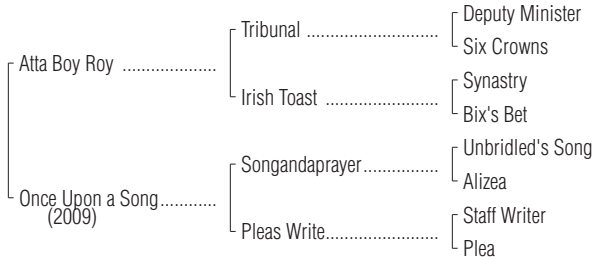 Deputy Minister
Tribunal ............................
Six Crowns
Atta Boy Roy ....................
Synastry
Irish Toast ........................
Bix's Bet
Unbridled's Song
Songandaprayer................
Alizea
Once Upon a Song............
(2009)
Staff Writer
Pleas Write........................
Plea